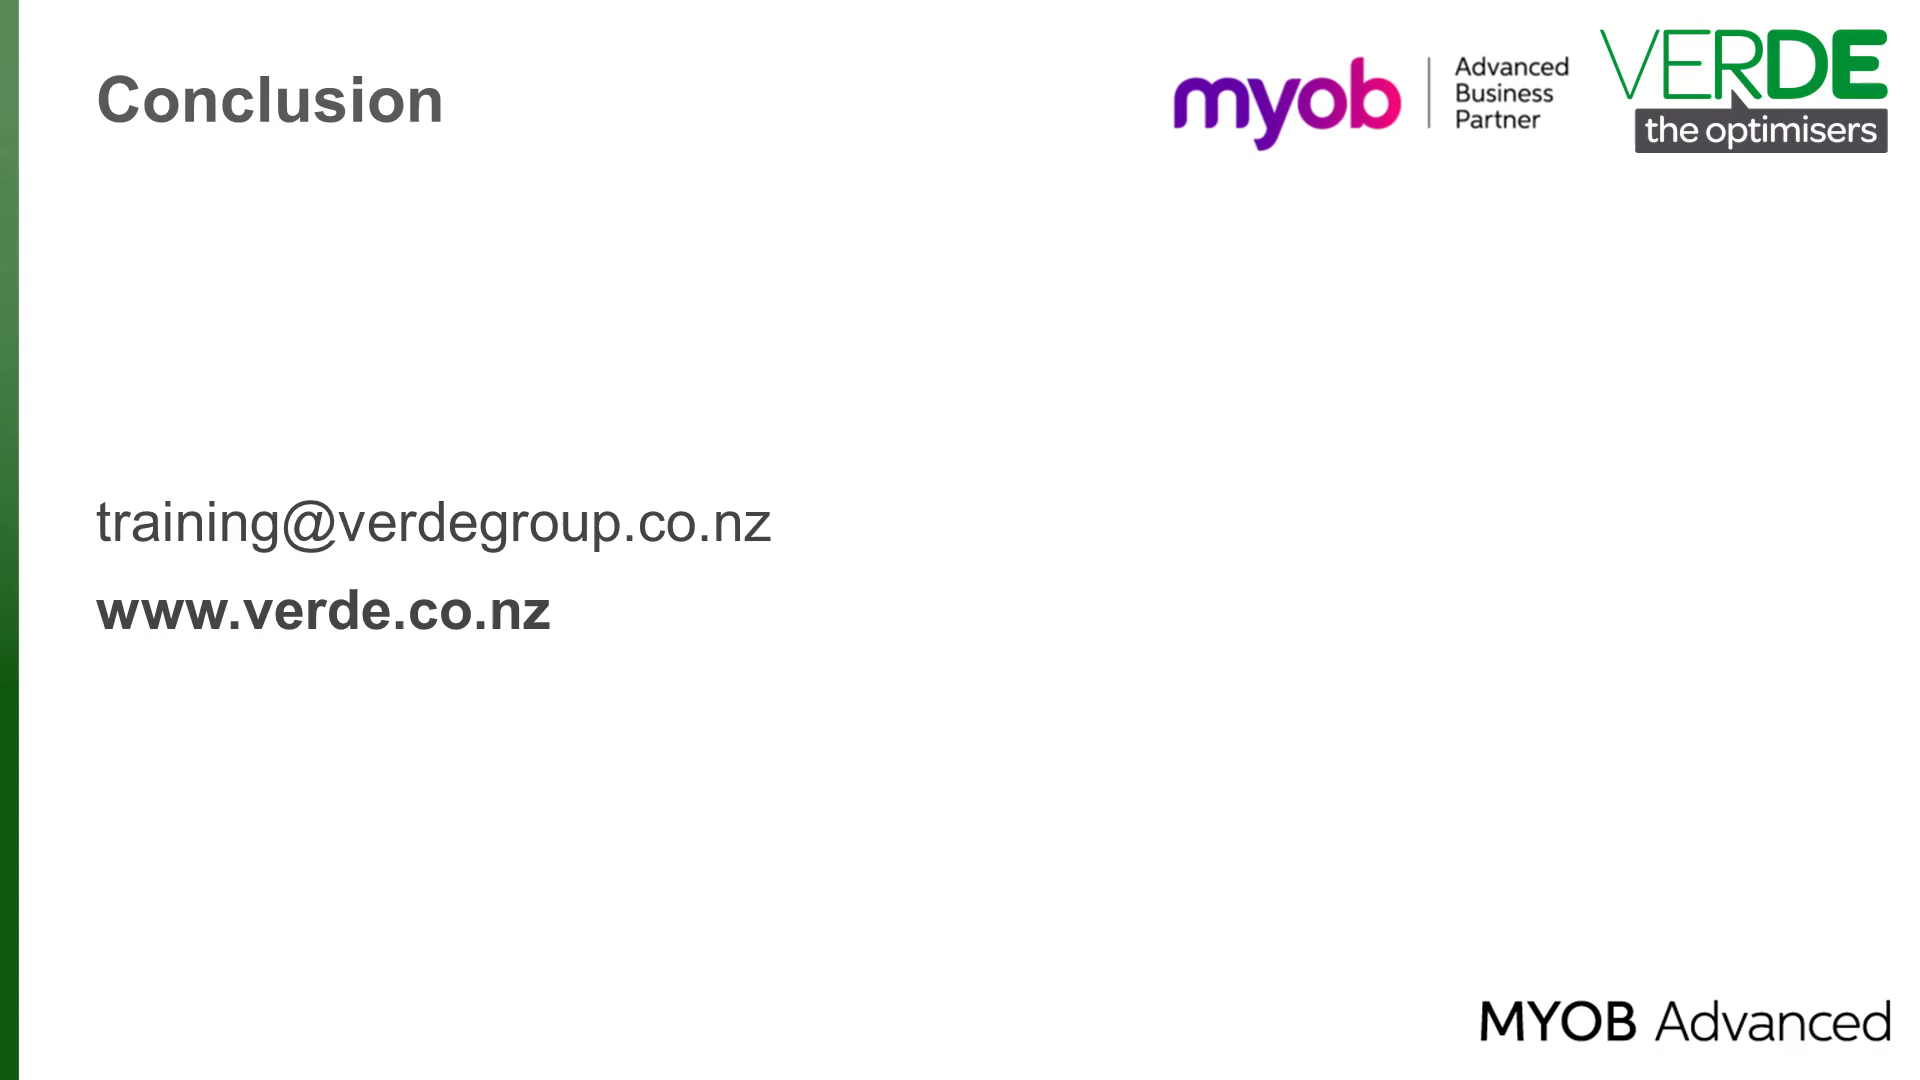 Conclusion
myob
Advanced
Business
Partner
VERDE
the optimisers
training@verdegroup.co.nz
www.verde.co.nz
MYOB Advanced